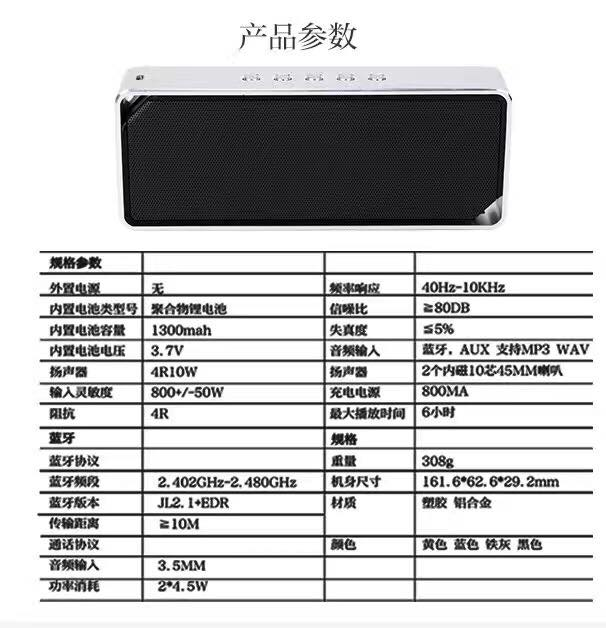 产品参数
规格参数
外置电源 无 频率响应 40Hz-10KHz
内置电池类型号 聚合物锂电池 信噪比 ≧80DB
内置电池容量 1300mah 失真度 ≦5%
内置电池电压 3.7V 音频输入 蓝牙，AUX 支持MP3 WAV
扬声器 4R10W 扬声器 2个内磁10芯45MM喇叭
输入灵敏度 800+/-50W 充电电源 800MA
阻抗 4R 最大播放时间 6小时
蓝牙 规格
蓝牙协议 重量 308g
蓝牙频段 2.402GHz-2.480GHz 机身尺寸 161.6*62.6*29.2mm
蓝牙版本 JL2.1+EDR 材质 塑胶 铝合金
传输距离 ≧10M
通话协议 颜色 黄色 蓝色 铁灰 黑色
音频输入 3.5MM
功率消耗 2*4.5W